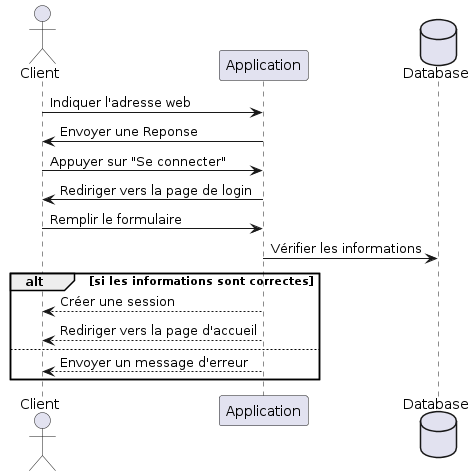 Client
Application
Database
Indiquer l'adresse web
Envoyer une Reponse
Appuyer sur "Se connecter"
Rediriger vers la page de login
Remplir le formulaire
Vérifier les informations
alt [si les informations sont correctes]
Créer une session
Rediriger vers la page d'accueil
Envoyer un message d'erreur
Client
Application
Database